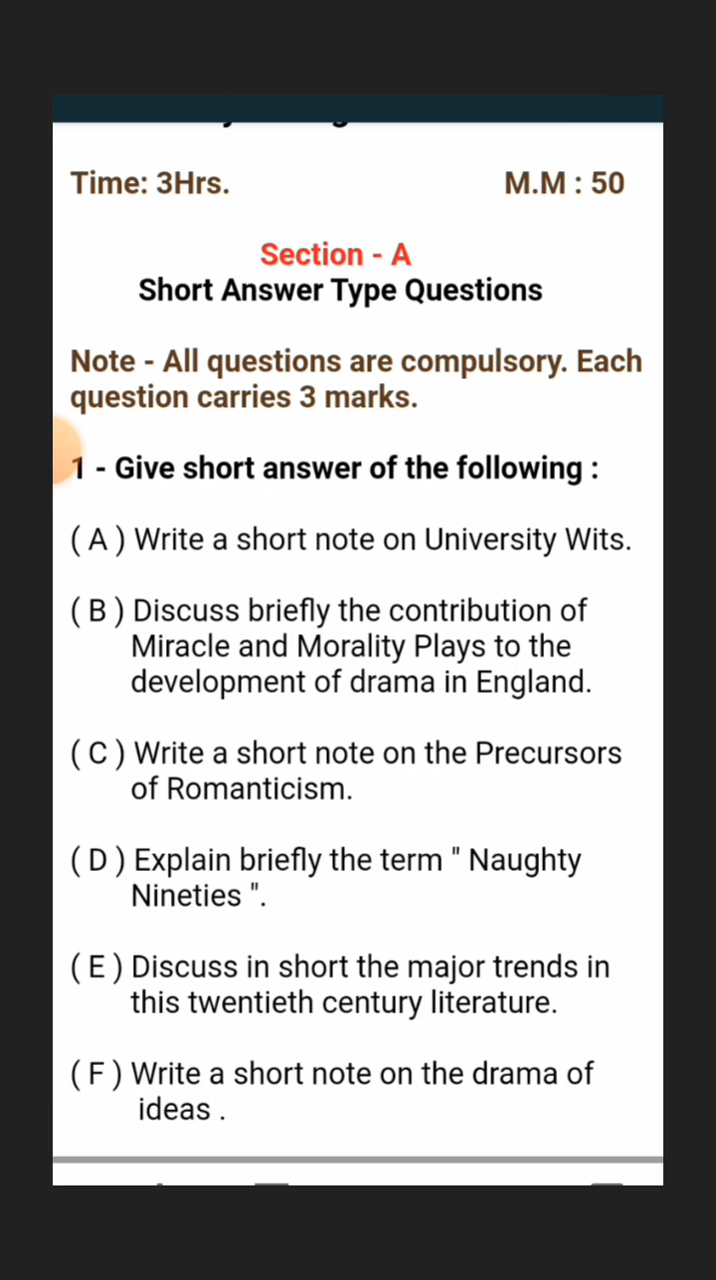 Time: 3Hrs. M.M : 50
Section - A
Short Answer Type Questions
Note - All questions are compulsory. Each
question carries 3 marks.
1 - Give short answer of the following :
( A ) Write a short note on University Wits.
( B ) Discuss briefly the contribution of
Miracle and Morality Plays to the
development of drama in England.
( C ) Write a short note on the Precursors
of Romanticism.
( D ) Explain briefly the term " Naughty
Nineties ".
( E ) Discuss in short the major trends in
this twentieth century literature.
( F ) Write a short note on the drama of
ideas .